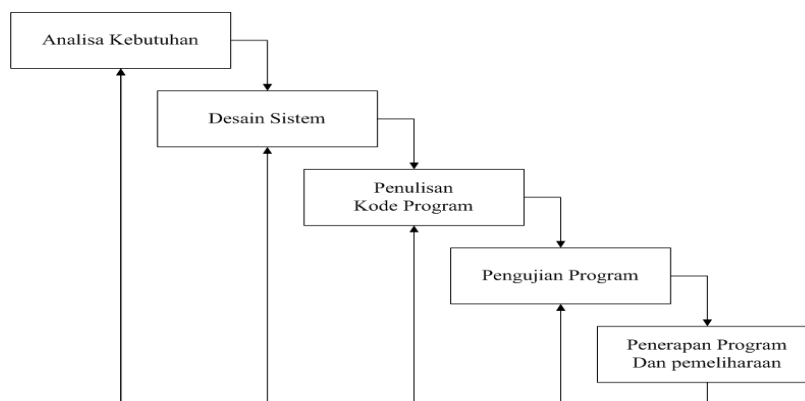 Analisa Kebutuhan
Desain Sistem
Penulisan
Kode Program
Pengujian Program
Penerapan Program
Dan pemeliharaan